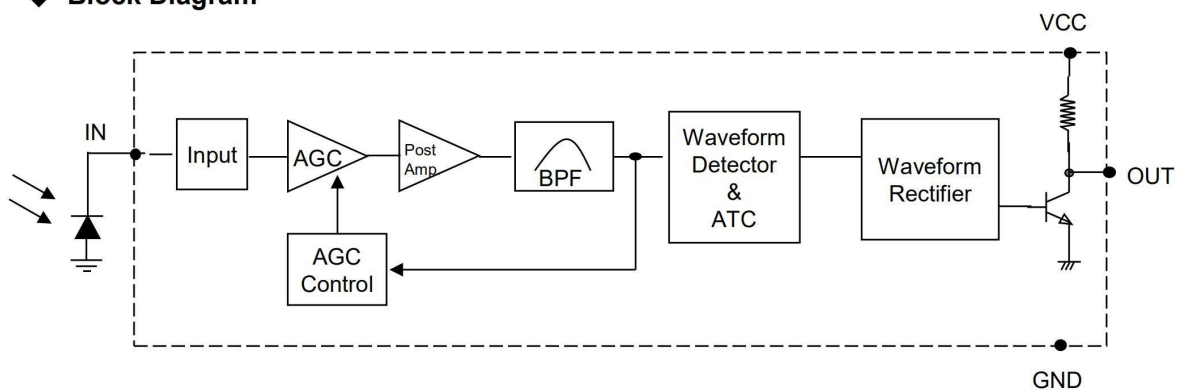 Block Diagram
VCC
IN
Input
AGC
Post
Amp
BPF
Waveform
Detector
&
ATC
Waveform
Rectifier
OUT
AGC
Control
GND